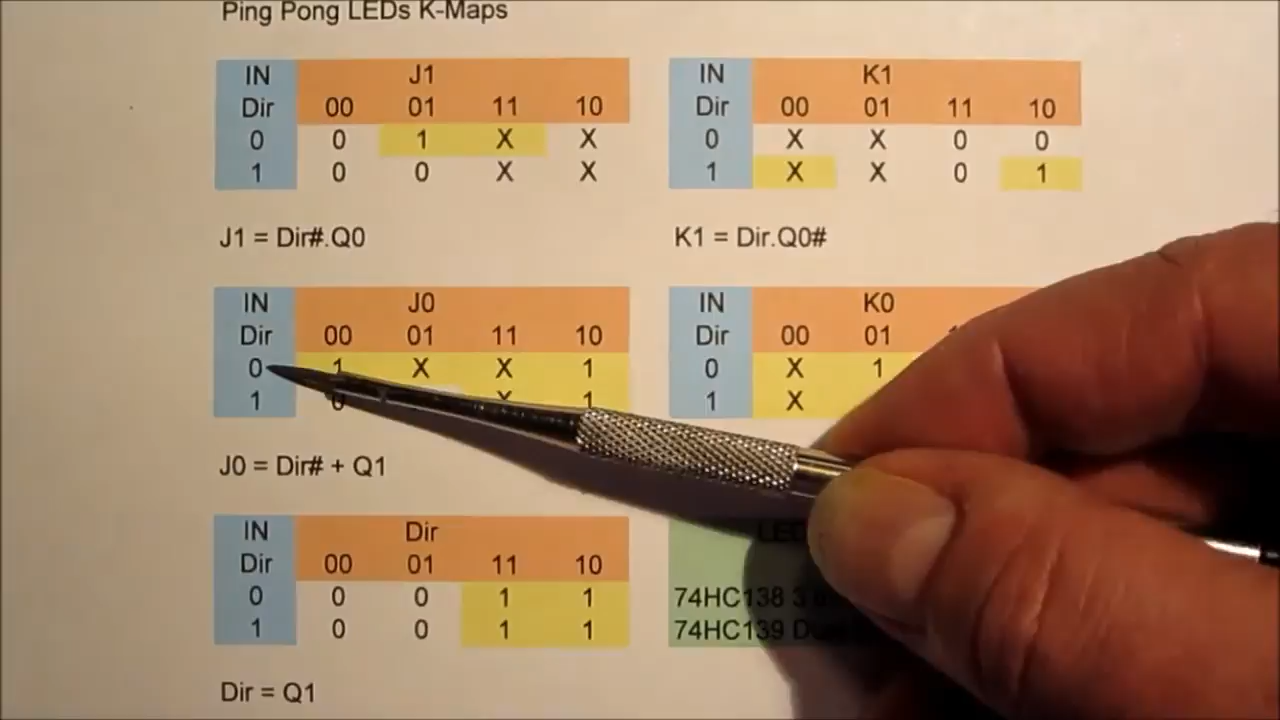 Ping Pong LEDs K-Maps
IN J1
Dir 00 01 11 10
0 0 1 X X
1 0 0 X X
J1 = Dir#.Q0
IN K1
Dir 00 01 11 10
0 X X 0 0
1 X X 0 1
K1 = Dir.Q0#
IN J0
Dir 00 01 11 10
0 1 X X 1
1 0 X 1
J0 = Dir# + Q1
IN K0
Dir 00 01
0 X 1
1 X
IN Dir
Dir 00 01 11 10
0 0 0 1 1
1 0 0 1 1
Dir = Q1
LED
74HC138 3
74HC139 D